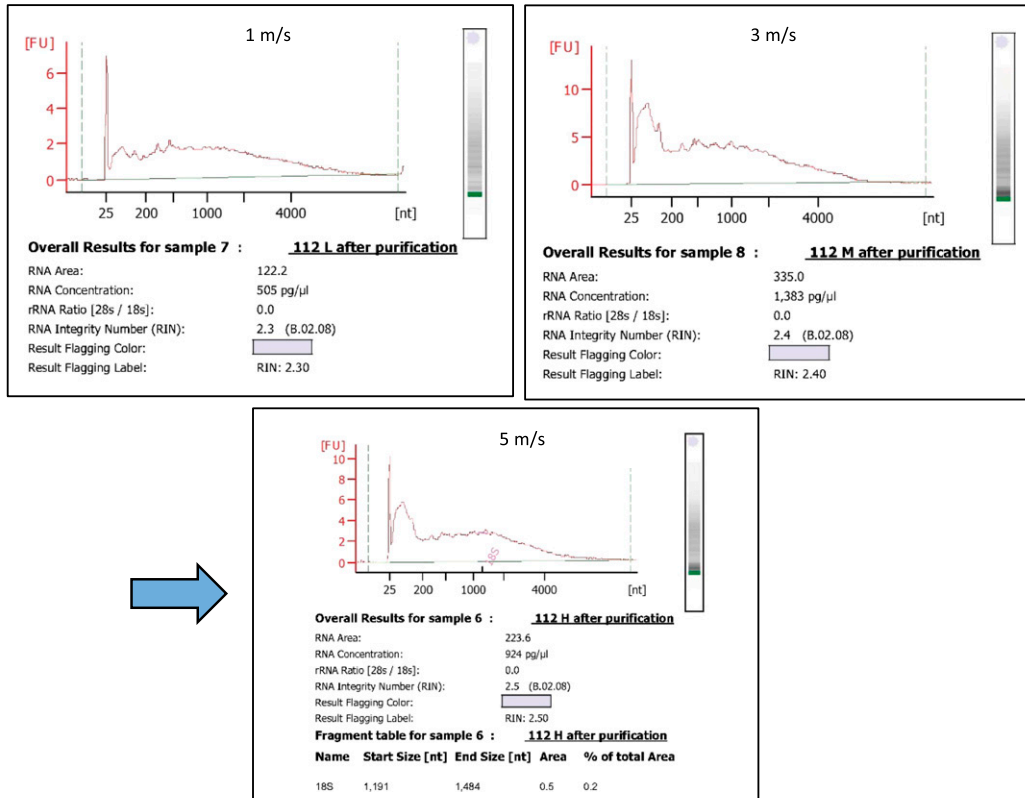 1 m/s
[FU]
6
4
2
0
25 200 1000 4000 [nt]
Overall Results for sample 7 : 112 L after purification
RNA Area: 122.2
RNA Concentration: 505 pg/µl
rRNA Ratio [28s / 18s]: 0.0
RNA Integrity Number (RIN): 2.3 (B.02.08)
Result Flagging Color:
Result Flagging Label: RIN: 2.30
3 m/s
[FU]
10
5
0
25 200 1000 4000 [nt]
Overall Results for sample 8 : 112 M after purification
RNA Area: 335.0
RNA Concentration: 1,383 pg/µl
rRNA Ratio [28s / 18s]: 0.0
RNA Integrity Number (RIN): 2.4 (B.02.08)
Result Flagging Color:
Result Flagging Label: RIN: 2.40
5 m/s
[FU]
10
8
6
4
2
0
18S
25 200 1000 4000 [nt]
Overall Results for sample 6 : 112 H after purification
RNA Area: 223.6
RNA Concentration: 924 pg/µl
rRNA Ratio [28s / 18s]: 0.0
RNA Integrity Number (RIN): 2.5 (B.02.08)
Result Flagging Color:
Result Flagging Label: RIN: 2.50
Fragment table for sample 6 : 112 H after purification
Name Start Size [nt] End Size [nt] Area % of total Area
18S 1,191 1,484 0.5 0.2